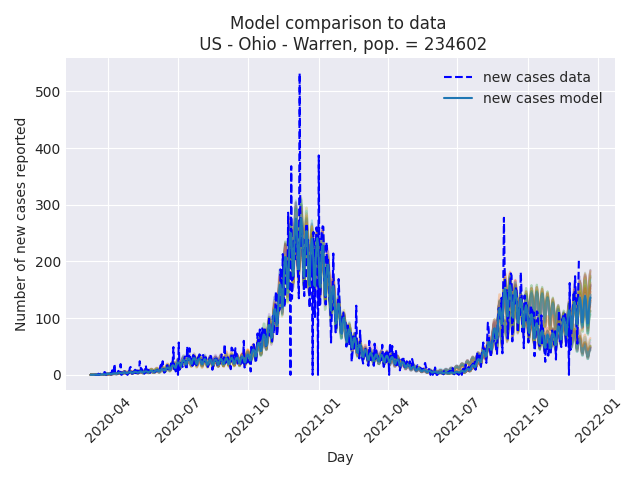 Model comparison to data
US - Ohio - Warren, pop. = 234602
new cases data
new cases model
Number of new cases reported
500
400
300
200
100
0
2020-04
2020-07
2020-10
2021-01
2021-04
2021-07
2021-10
2022-01
Day